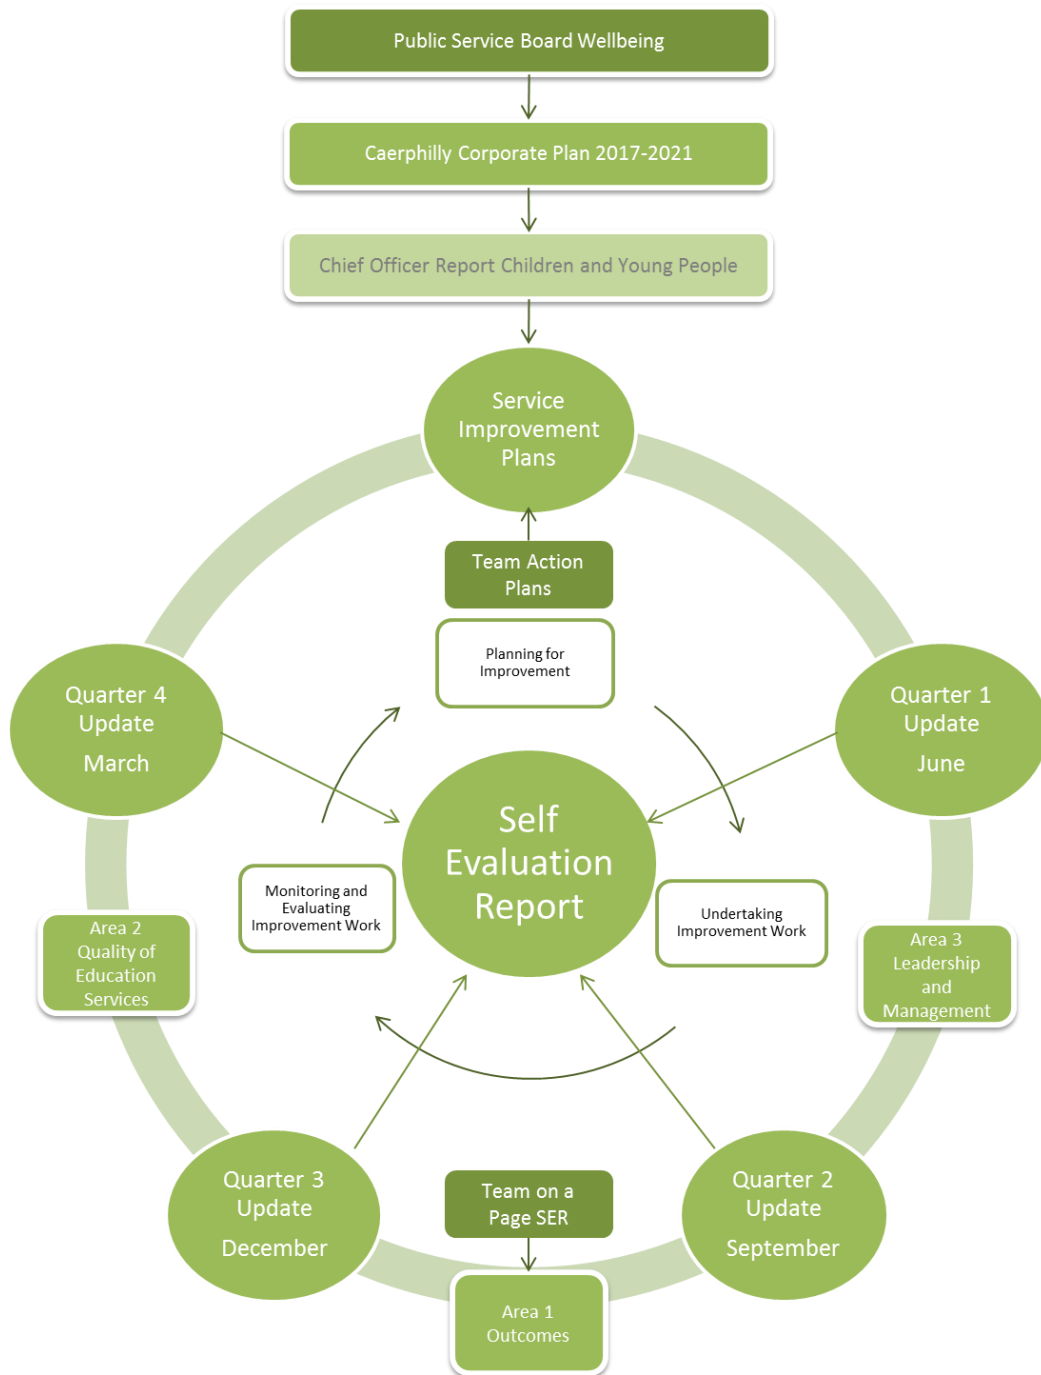 Public Service Board Wellbeing
Caerphilly Corporate Plan 2017-2021
Chief Officer Report Children and Young People
Service
Improvement
Plans
Team Action
Plans
Planning for
Improvement
Quarter 4
Update
March
Quarter 1
Update
June
Self
Evaluation
Report
Monitoring and
Evaluating
Improvement Work
Undertaking
Improvement Work
Area 2
Quality of
Education
Services
Area 3
Leadership
and
Management
Quarter 3
Update
December
Team on a
Page SER
Quarter 2
Update
September
Area 1
Outcomes